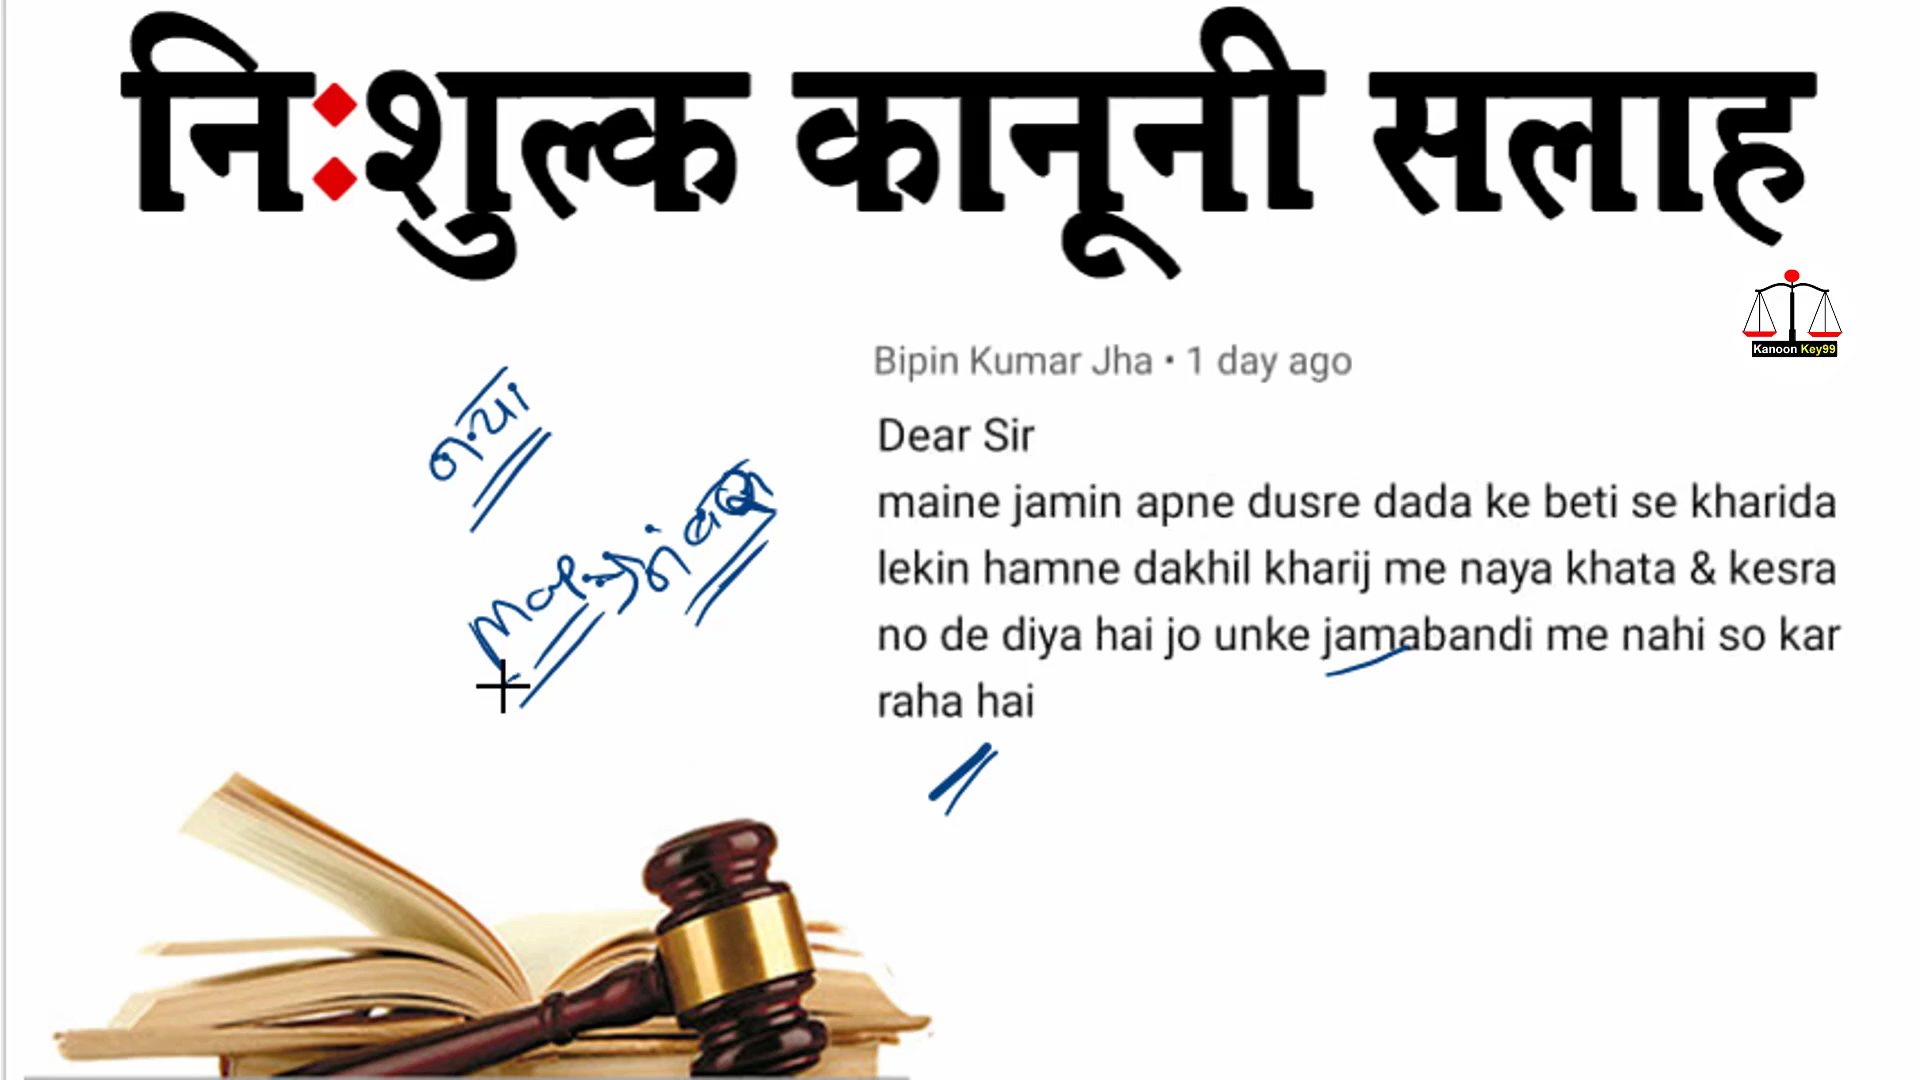 निःशुल्क कानूनी सलाह
Kanoon Key99
Bipin Kumar Jha • 1 day ago
Dear Sir
maine jamin apne dusre dada ke beti se kharida
lekin hamne dakhil kharij me naya khata & kesra
no de diya hai jo unke jamabandi me nahi so kar
raha hai
नया